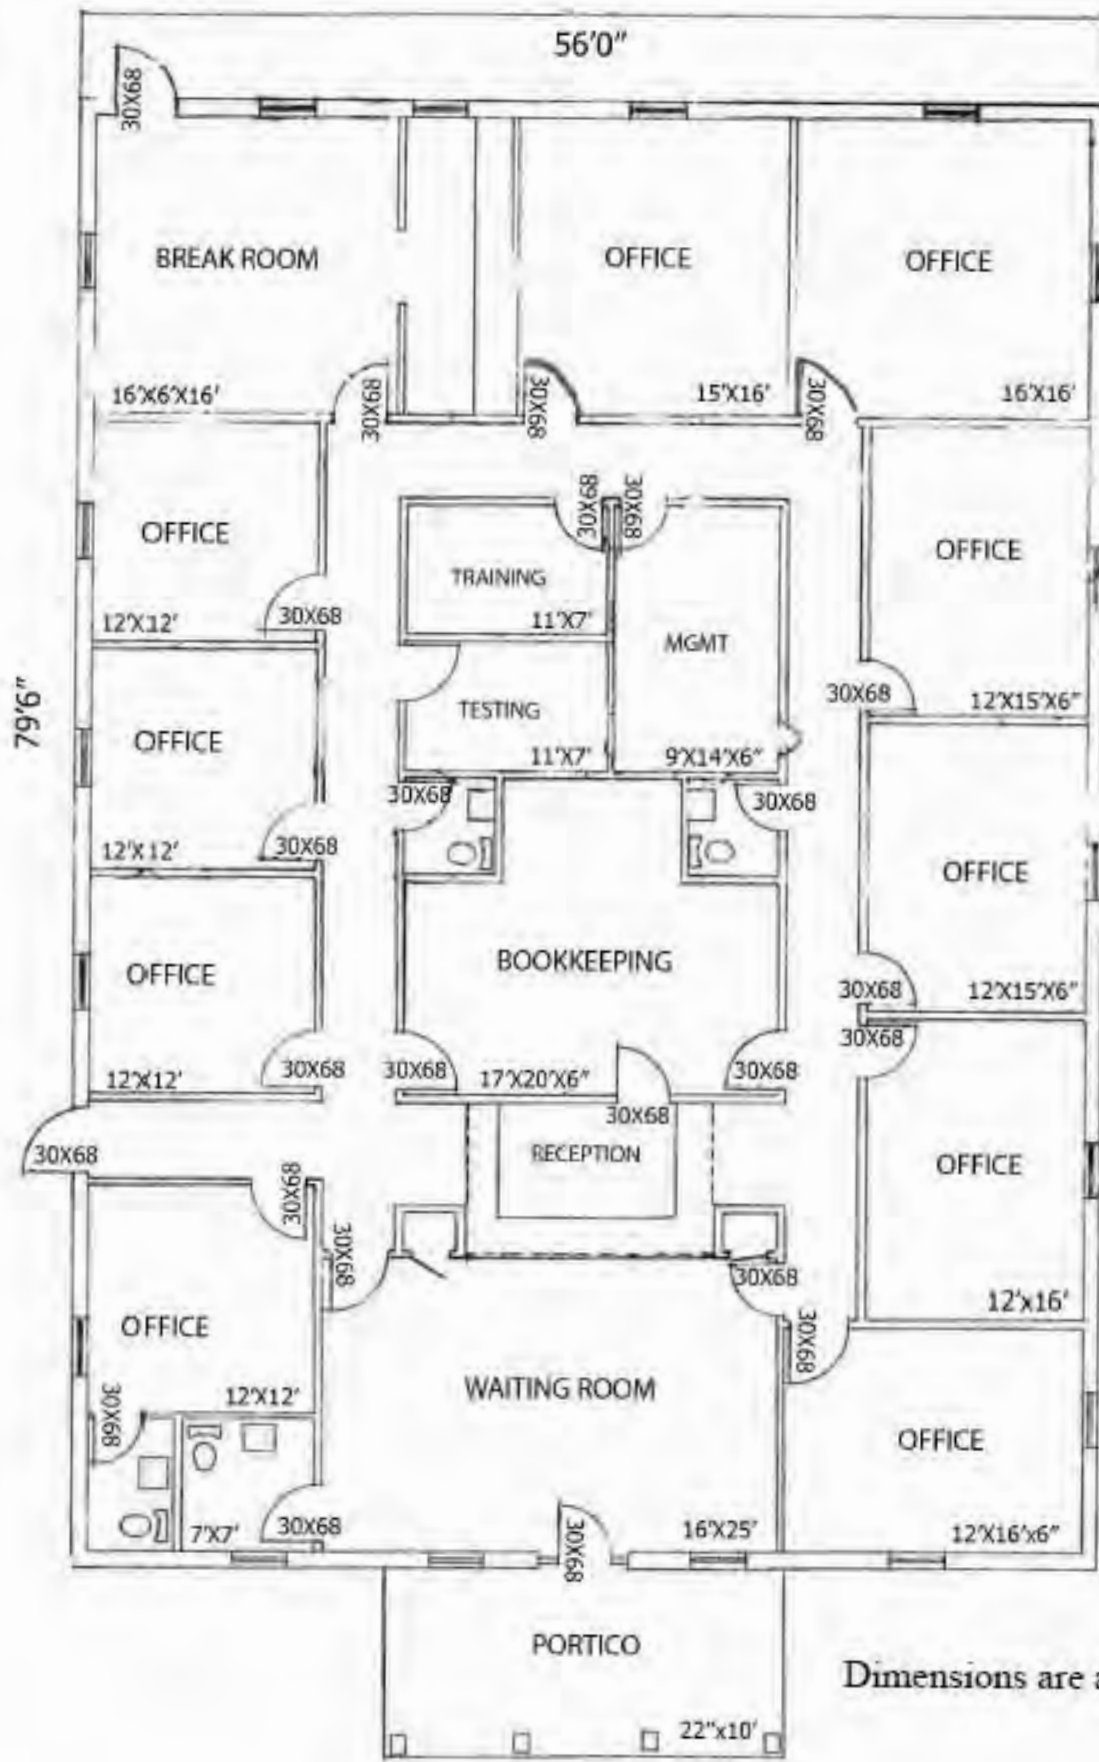 56'0"
30X68
BREAK ROOM
OFFICE
OFFICE
16'X6'X16'
30X68
30X68
15'X16'
30X68
16'X16'
OFFICE
30X68
30X68
OFFICE
TRAINING
11'X7'
MGMT
12'X12'
30X68
79'6"
30X68
12'X15'X6"
OFFICE
TESTING
11'X7'
9'X14'X6"
30X68
30X68
12'X12'
30X68
OFFICE
OFFICE
BOOKKEEPING
30X68
12'X15'X6"
30X68
12'X12'
30X68
30X68
17'X20'X6"
30X68
30X68
30X68
30X68
RECEPTION
OFFICE
30X68
30X68
12'x16'
OFFICE
30X68
12'X12'
30X68
WAITING ROOM
OFFICE
7'X7'
30X68
30X68
16'X25'
12'X16'x6"
PORTICO
Dimensions are
22"x10'